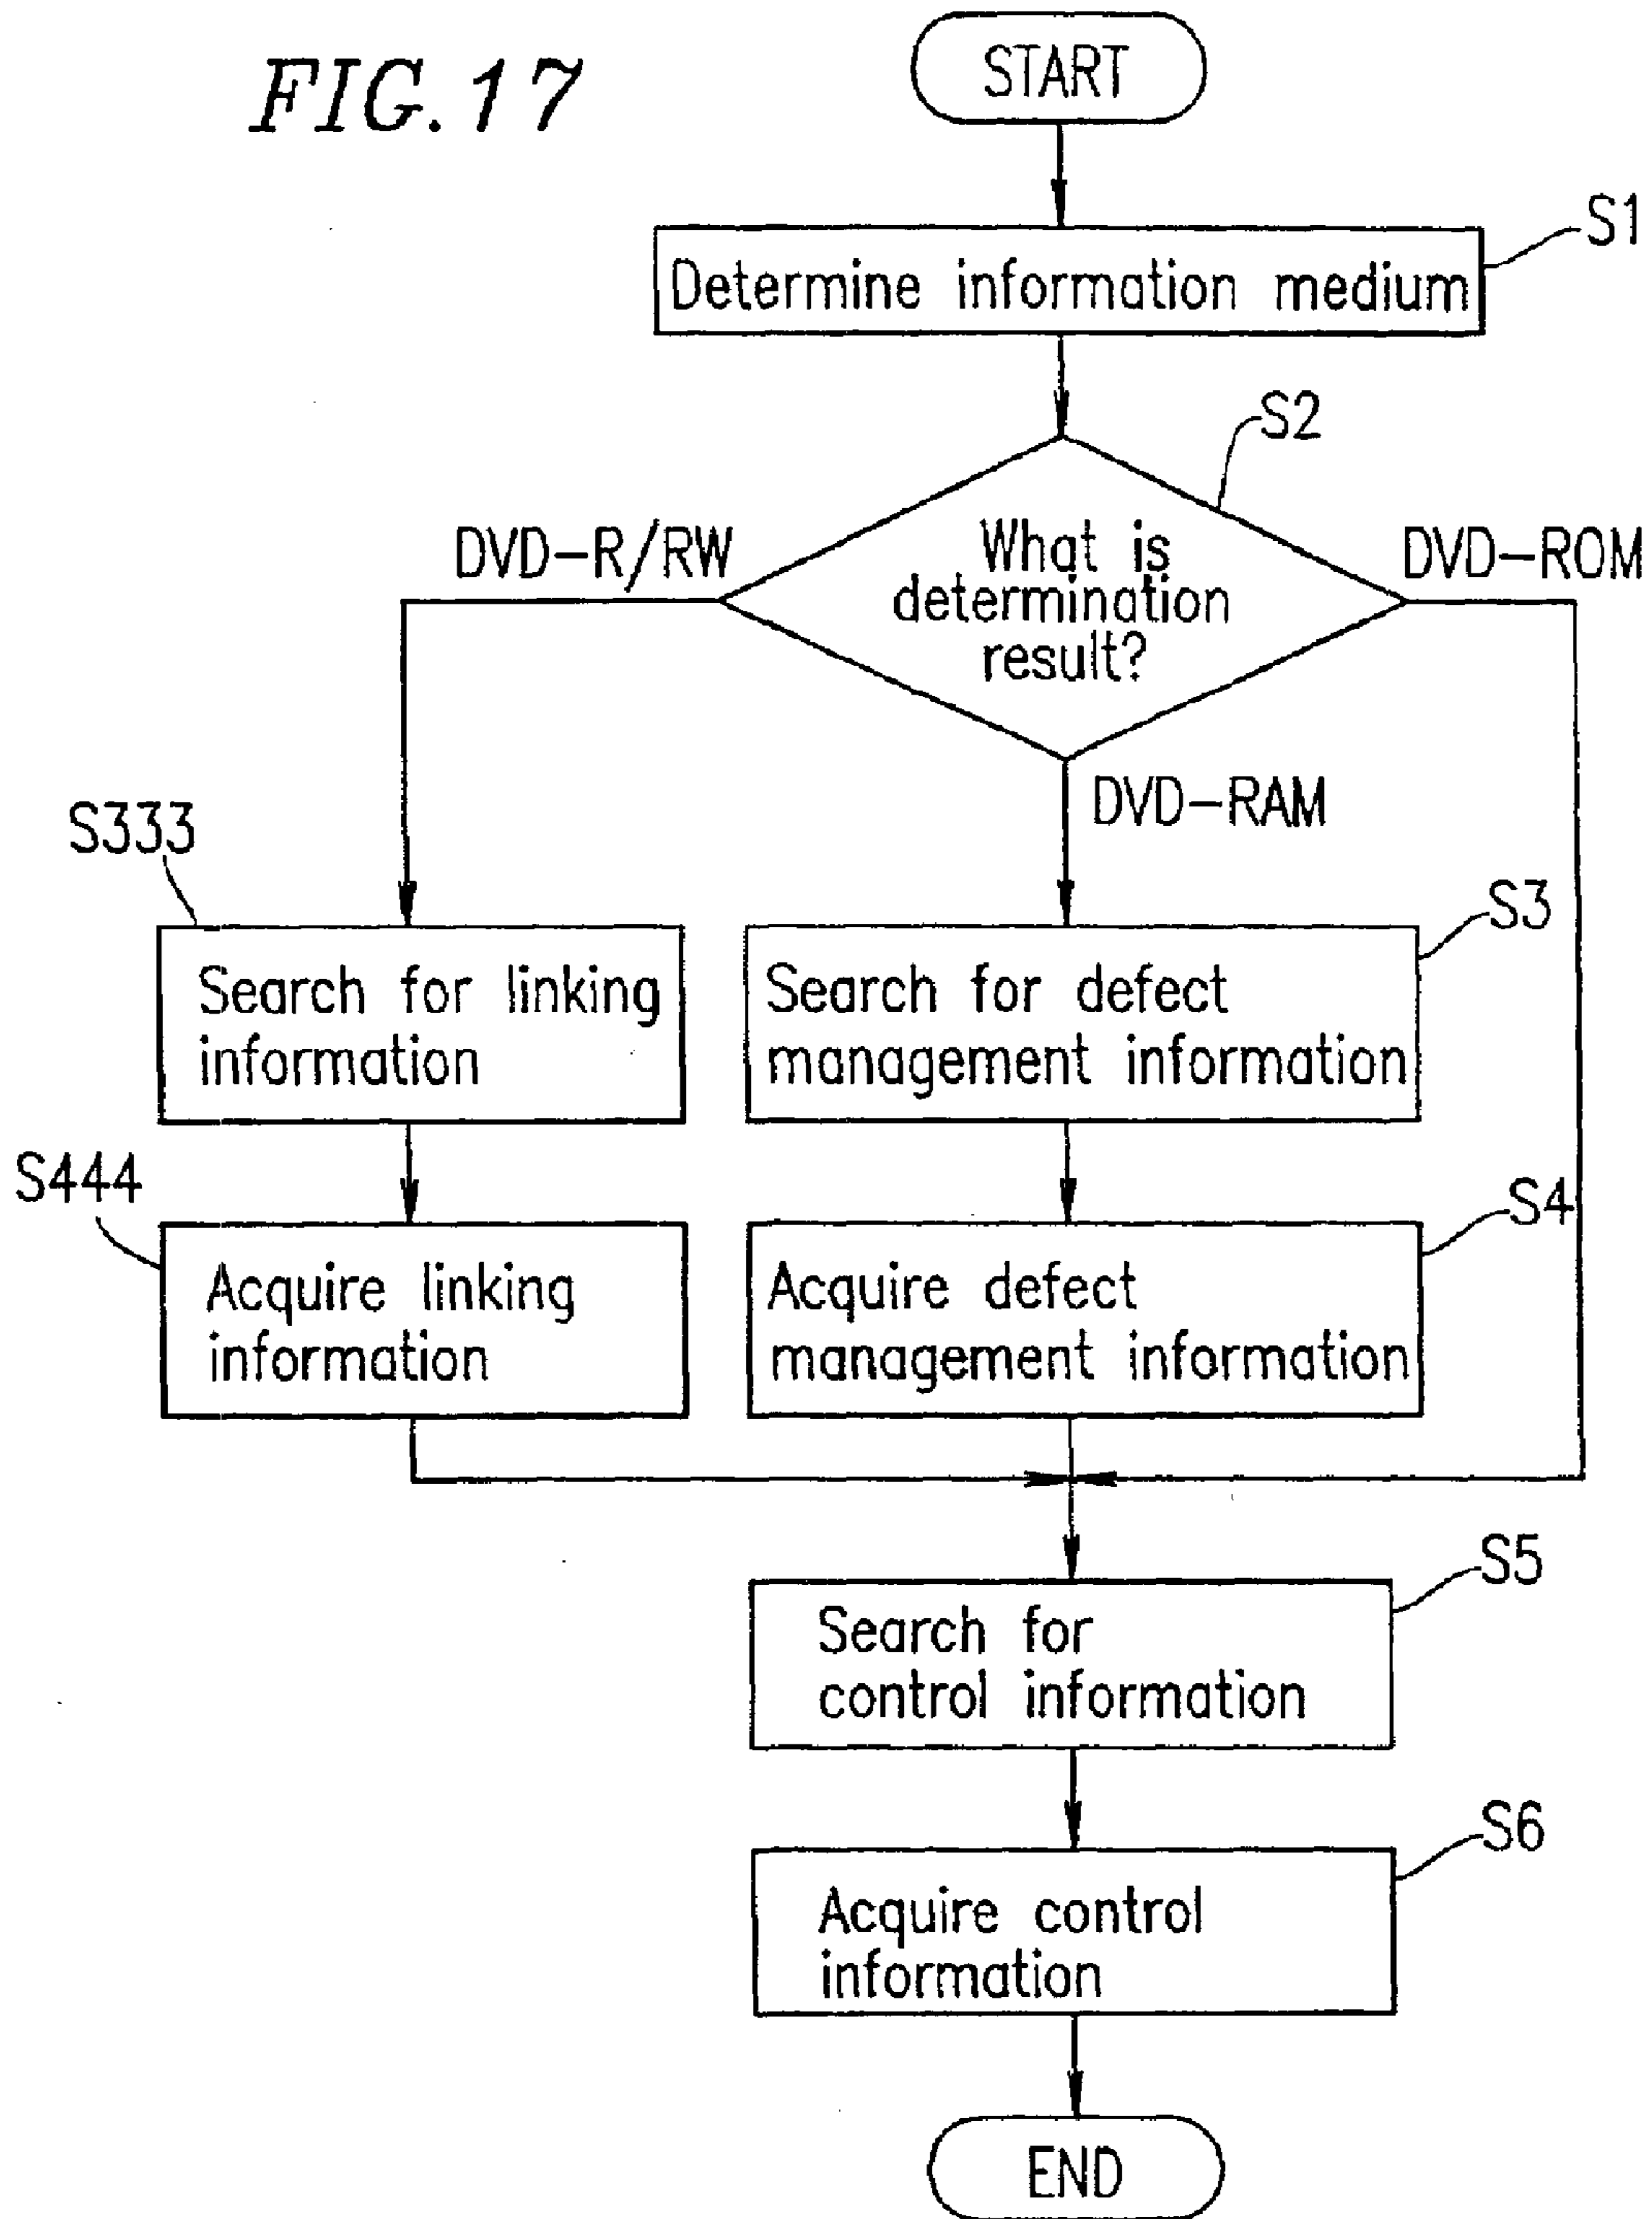 FIG.17
START
S1
Determine information medium
S2
DVD-R/RW
What is
determination
result?
DVD-ROM
DVD-RAM
S333
Search for linking
information
S3
Search for defect
management information
S444
Acquire linking
information
S4
Acquire defect
management information
S5
Search for
control information
S6
Acquire control
information
END